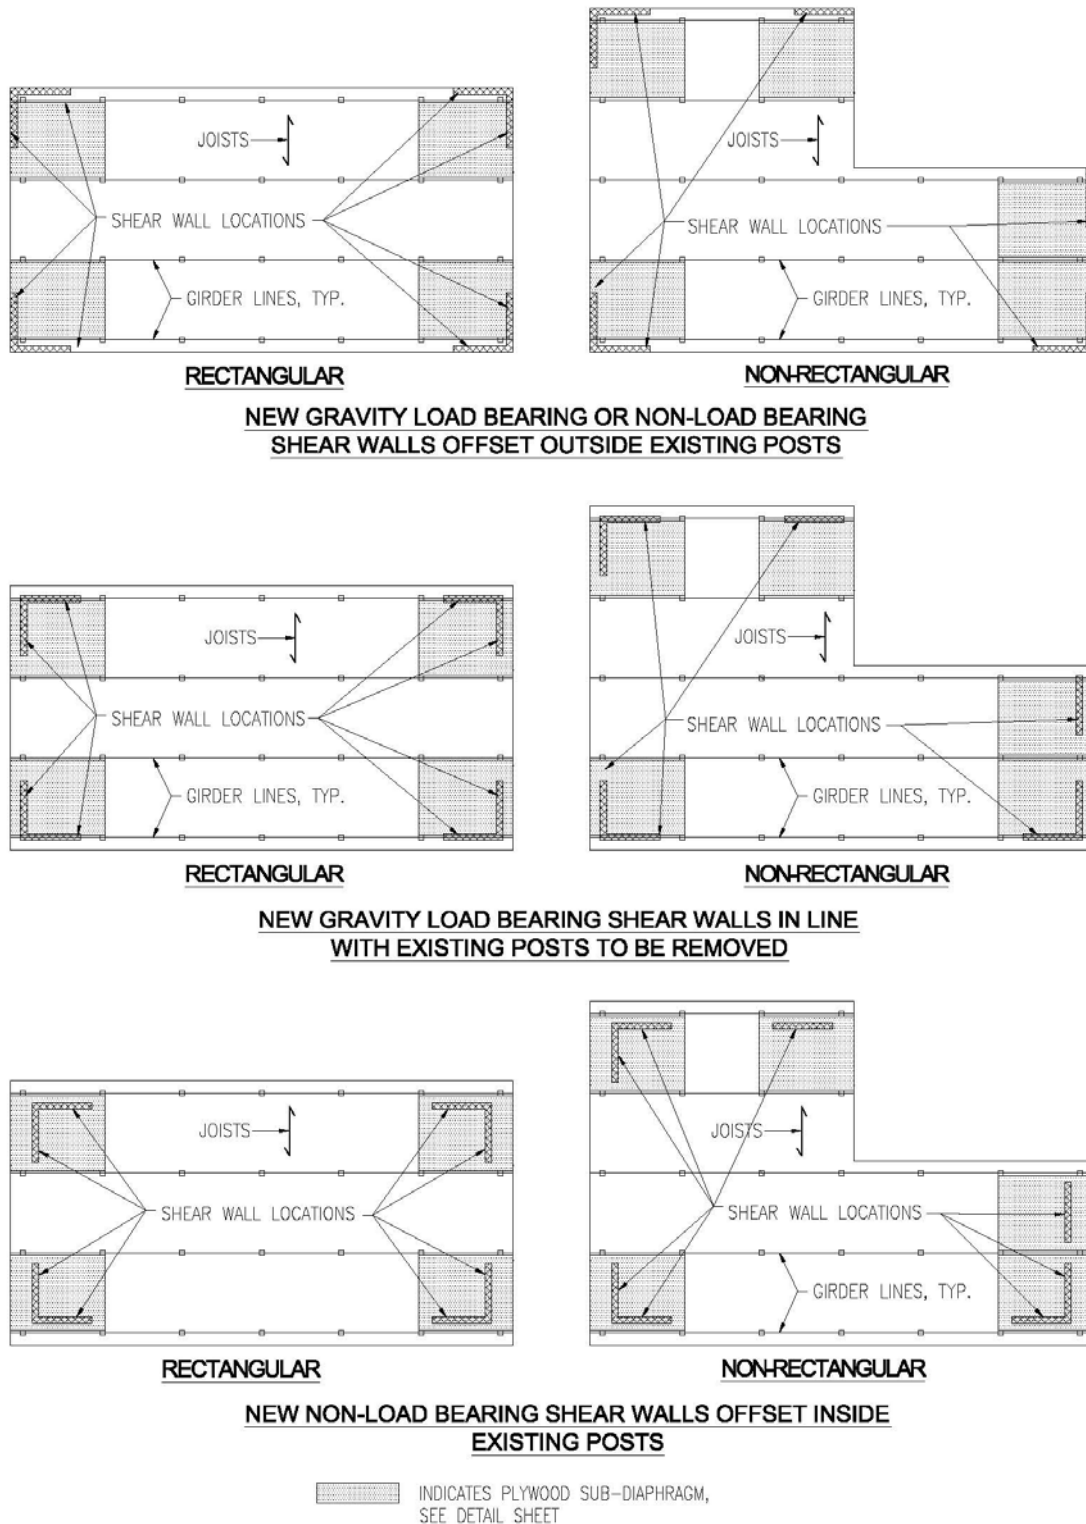 JOISTS
SHEAR WALL LOCATIONS
GIRDER LINES, TYP.
RECTANGULAR
JOISTS
SHEAR WALL LOCATIONS
GIRDER LINES, TYP.
NON-RECTANGULAR
NEW GRAVITY LOAD BEARING OR NON-LOAD BEARING
SHEAR WALLS OFFSET OUTSIDE EXISTING POSTS
JOISTS
SHEAR WALL LOCATIONS
GIRDER LINES, TYP.
RECTANGULAR
JOISTS
SHEAR WALL LOCATIONS
GIRDER LINES, TYP.
NON-RECTANGULAR
NEW GRAVITY LOAD BEARING SHEAR WALLS IN LINE
WITH EXISTING POSTS TO BE REMOVED
JOISTS
SHEAR WALL LOCATIONS
RECTANGULAR
JOISTS
SHEAR WALL LOCATIONS
GIRDER LINES, TYP.
NON-RECTANGULAR
NEW NON-LOAD BEARING SHEAR WALLS OFFSET INSIDE
EXISTING POSTS
INDICATES PLYWOOD SUB-DIAPHRAGM,
SEE DETAIL SHEET